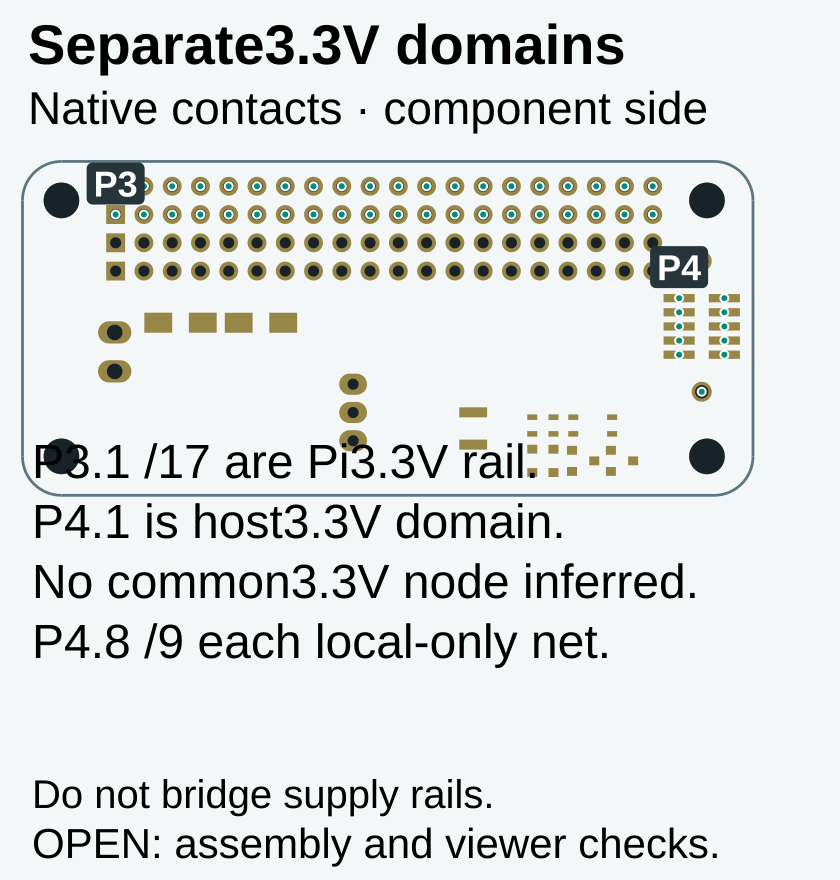 Separate3.3V domains
Native contacts · component side
P3
P4
P3.1 /17 are Pi3.3V rail.
P4.1 is host3.3V domain.
No common3.3V node inferred.
P4.8 /9 each local-only net.
Do not bridge supply rails.
OPEN: assembly and viewer checks.